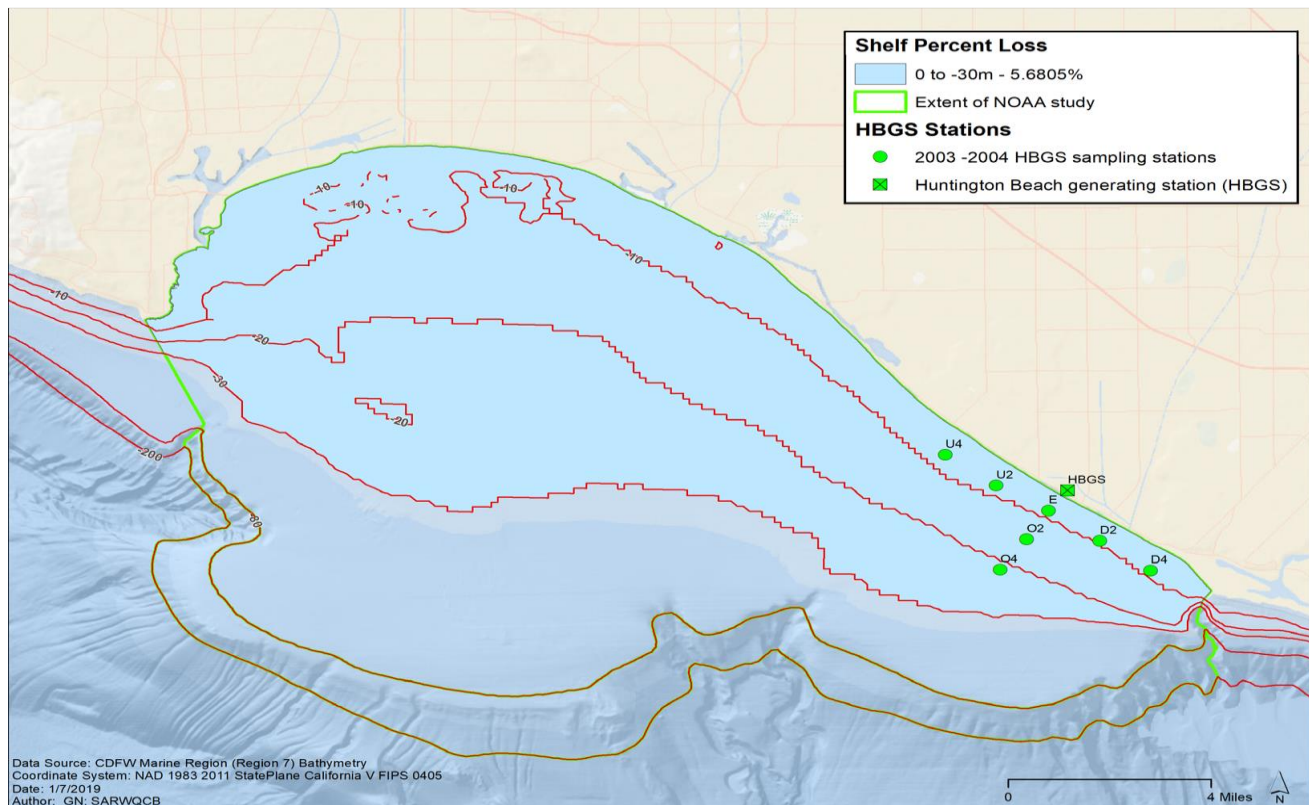 Shelf Percent Loss
0 to -30m - 5.6805%
Extent of NOAA study
HBGS Stations
2003 -2004 HBGS sampling stations
Huntington Beach generating station (HBGS)
-10
-10
-10
-10
-10
-20
-30
-20
-200
-60
U4
U2
HBGS
E
O2
D2
O4
D4
Data Source: CDFW Marine Region (Region 7) Bathymetry
Coordinate System: NAD 1983 2011 StatePlane California V FIPS 0405
Date: 1/7/2019
Author: GN: SARWQCB
0 4 Miles
N